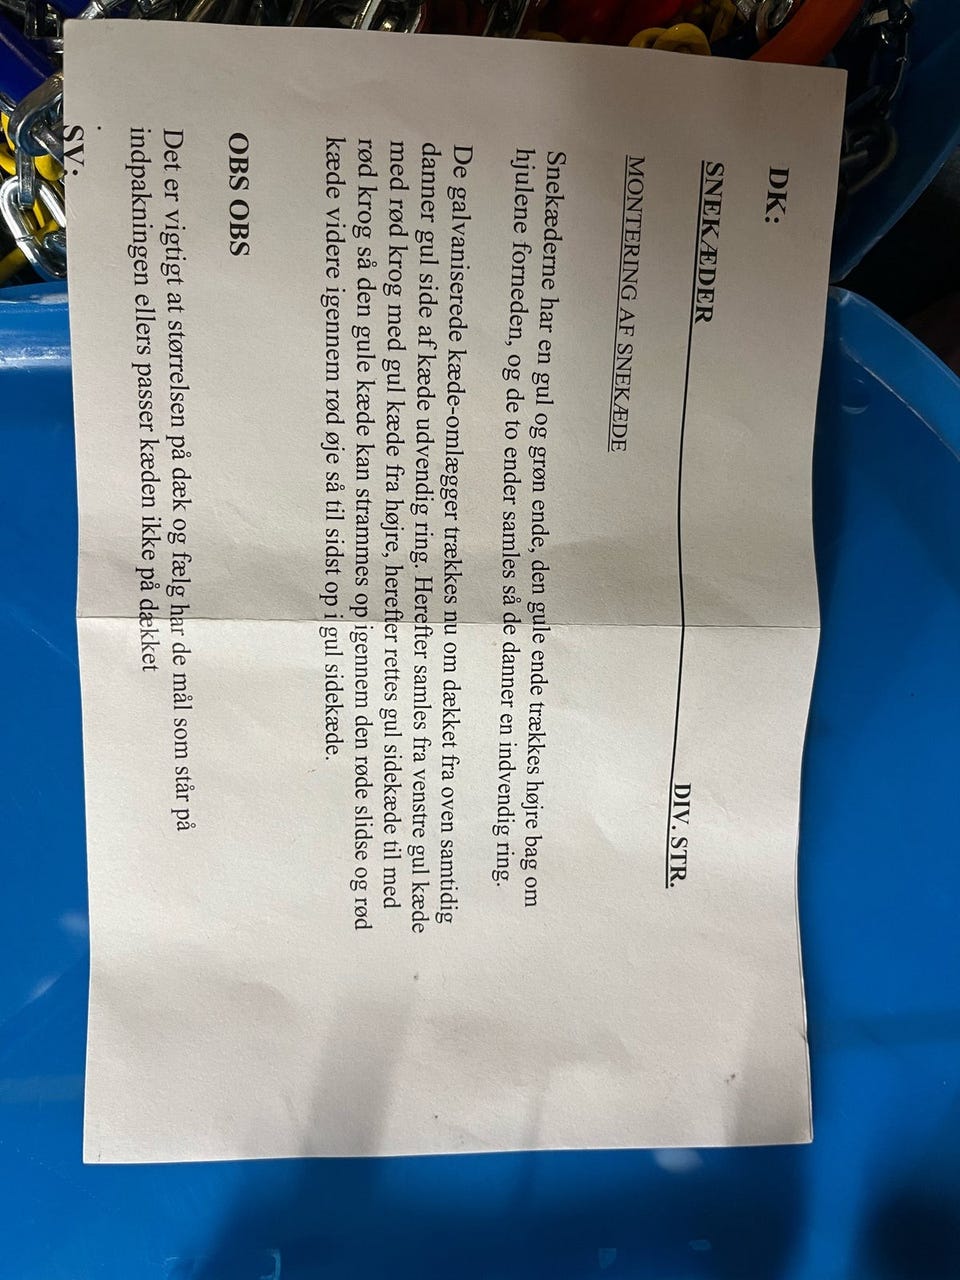 DK:
SNEKÆDER DIV. STR.
MONTERING AF SNEKÆDE
Snekæderne har en gul og grøn ende, den gule ende trækkes højre bag om
hjulene forneden, og de to ender samles så de danner en indvendig ring.
De galvaniserede kæde-omlægger trækkes nu om dækket fra oven samtidig
danner gul side af kæde udvendig ring. Herefter samles fra venstre gul kæde
med rød krog med gul kæde fra højre, herefter rettes gul sidekæde til med
rød krog så den gule kæde kan strammes op igennem den røde slidse og rød
kæde videre igennem rød øje så til sidst op i gul sidekæde.
OBS OBS
Det er vigtigt at størrelsen på dæk og fælg har de mål som står på
indpakningen ellers passer kæden ikke på dækket
.
SV: